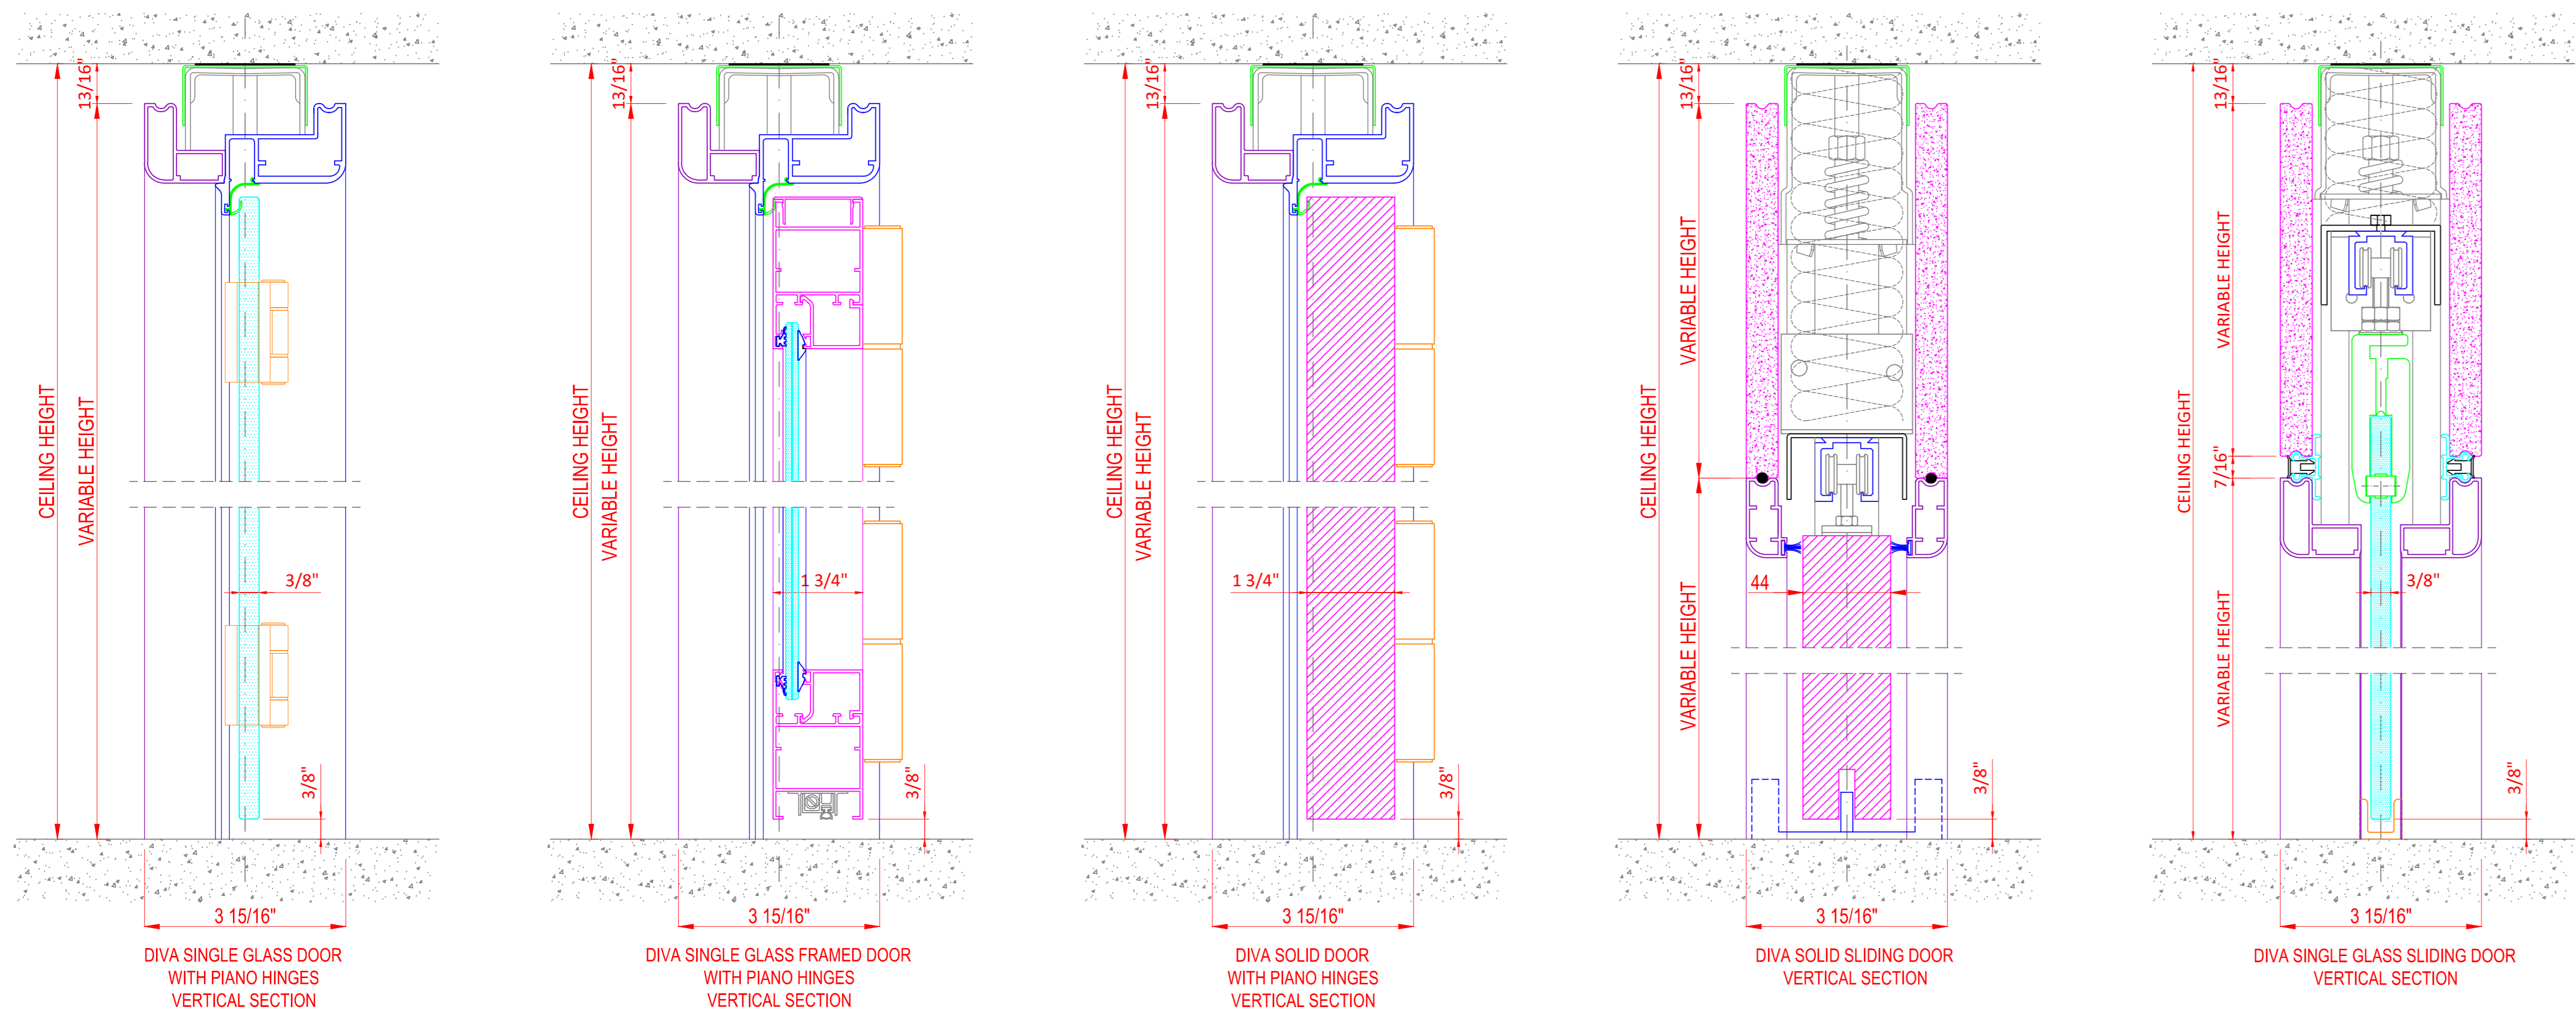 13/16"
CEILING HEIGHT
VARIABLE HEIGHT
3/8"
3/8"
3 15/16"
DIVA SINGLE GLASS DOOR
WITH PIANO HINGES
VERTICAL SECTION
13/16"
CEILING HEIGHT
VARIABLE HEIGHT
1 3/4"
3/8"
3 15/16"
DIVA SINGLE GLASS FRAMED DOOR
WITH PIANO HINGES
VERTICAL SECTION
13/16"
CEILING HEIGHT
VARIABLE HEIGHT
1 3/4"
3/8"
3 15/16"
DIVA SOLID DOOR
WITH PIANO HINGES
VERTICAL SECTION
13/16"
VARIABLE HEIGHT
CEILING HEIGHT
44
VARIABLE HEIGHT
3/8"
3 15/16"
DIVA SOLID SLIDING DOOR
VERTICAL SECTION
13/16"
VARIABLE HEIGHT
CEILING HEIGHT
7/16"
3/8"
VARIABLE HEIGHT
3/8"
3 15/16"
DIVA SINGLE GLASS SLIDING DOOR
VERTICAL SECTION